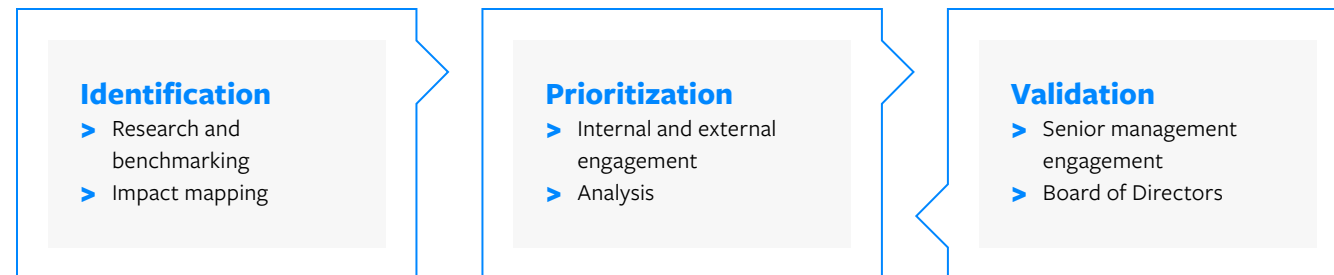 Identification
> Research and
benchmarking
> Impact mapping
Prioritization
> Internal and external
engagement
> Analysis
Validation
> Senior management
engagement
> Board of Directors